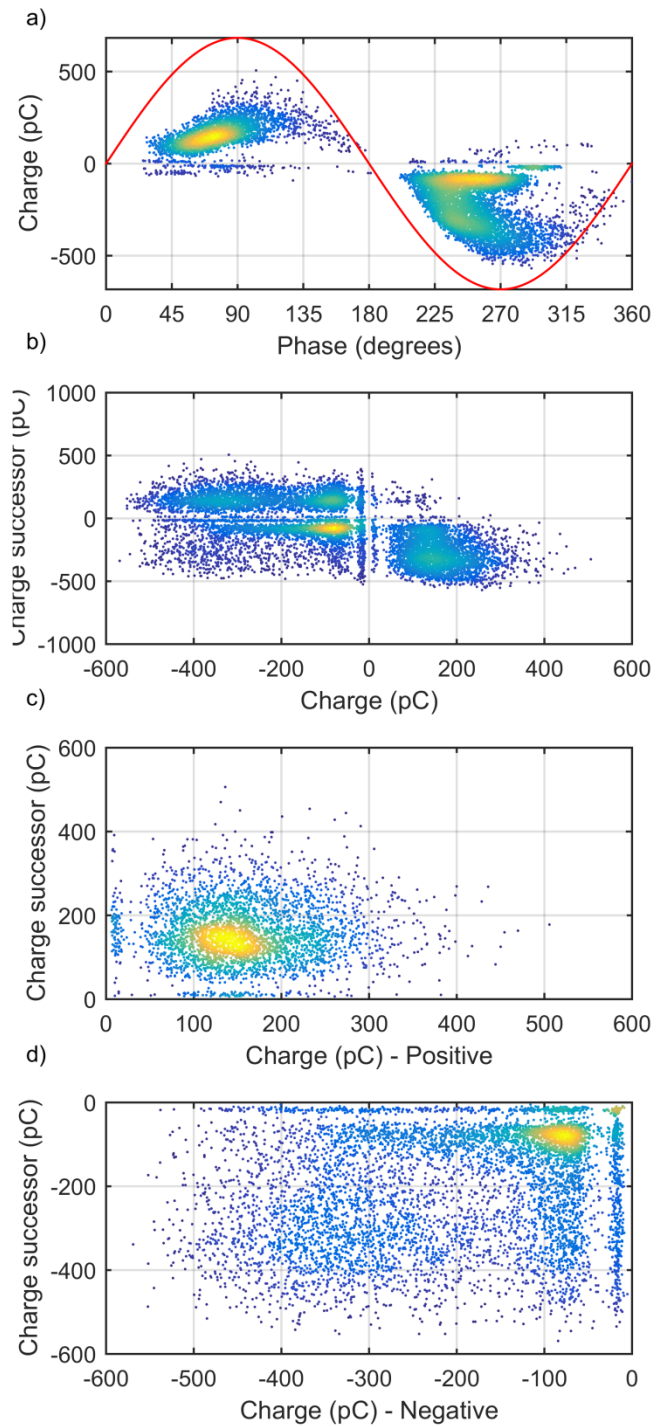 a)
Charge (pC)
500
0
-500
0 45 90 135 180 225 270 315 360
Phase (degrees)
b)
Charge successor (pC)
1000
500
0
-500
-1000
-600 -400 -200 0 200 400 600
Charge (pC)
c)
Charge successor (pC)
600
400
200
0
0 100 200 300 400 500 600
Charge (pC) - Positive
d)
Charge successor (pC)
0
-200
-400
-600
-600 -500 -400 -300 -200 -100 0
Charge (pC) - Negative